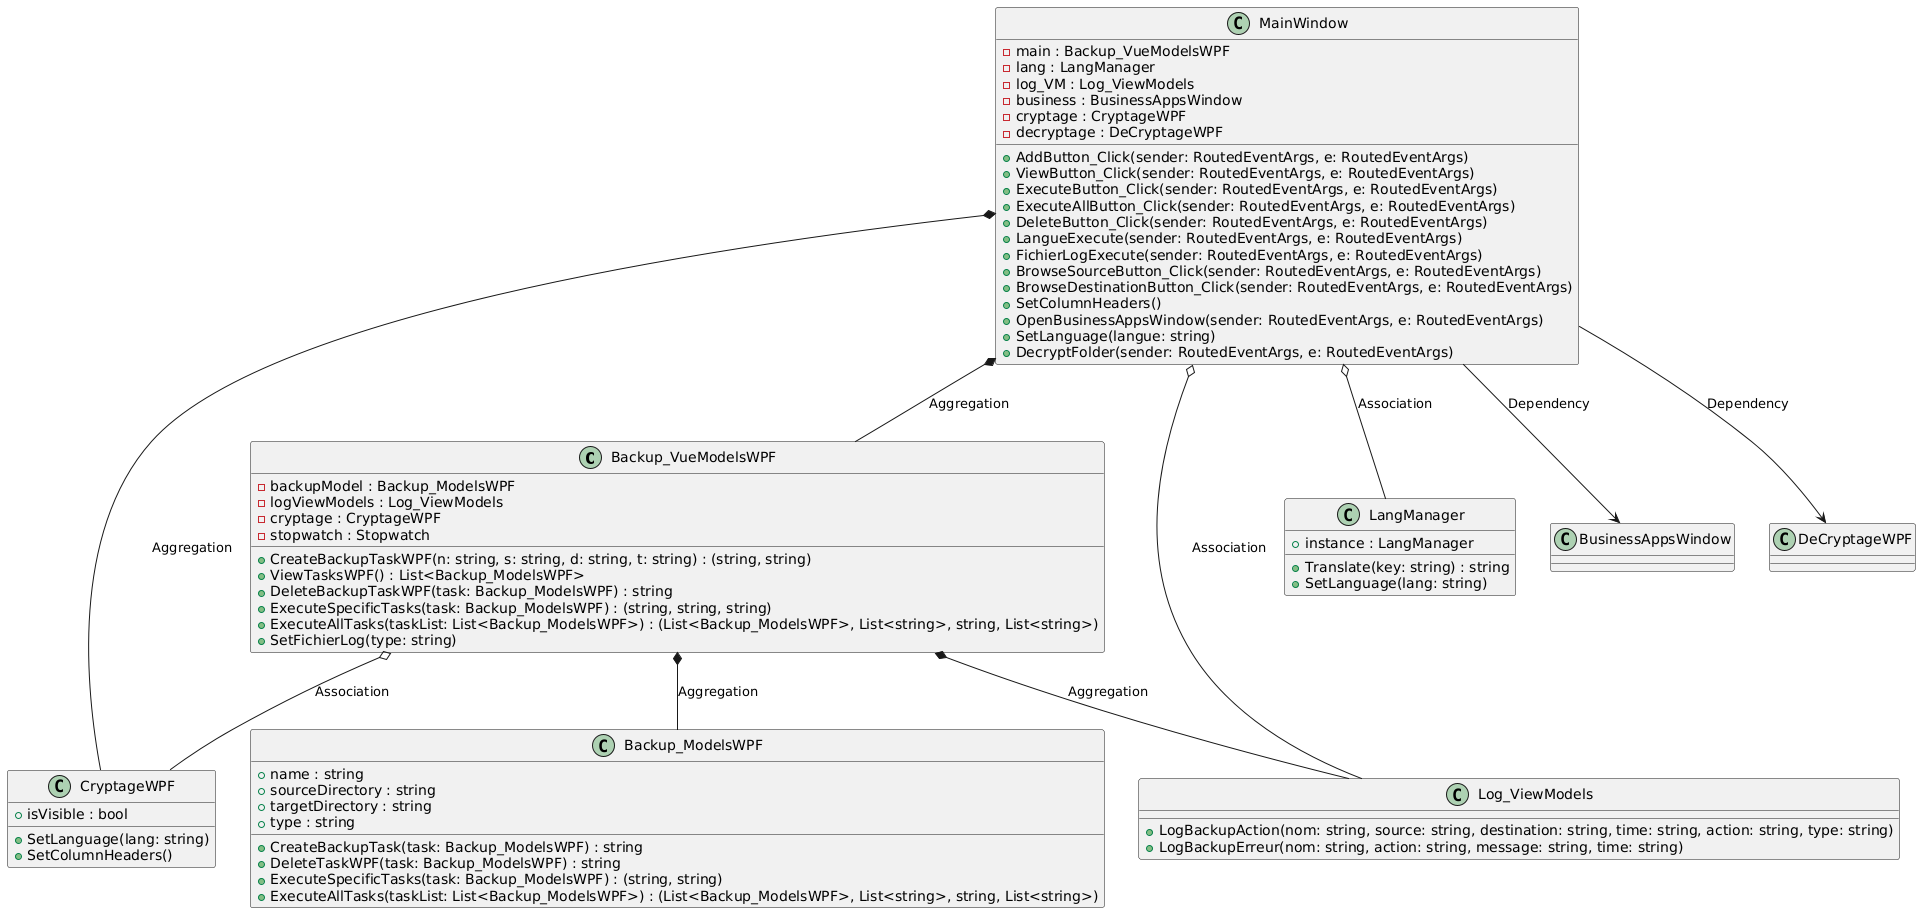 C MainWindow
main : Backup_VueModelsWPF
lang : LangManager
log_VM : Log_ViewModels
business : BusinessAppsWindow
cryptage : CryptageWPF
decryptage : DeCryptageWPF
AddButton_Click(sender: RoutedEventArgs, e: RoutedEventArgs)
ViewButton_Click(sender: RoutedEventArgs, e: RoutedEventArgs)
ExecuteButton_Click(sender: RoutedEventArgs, e: RoutedEventArgs)
ExecuteAllButton_Click(sender: RoutedEventArgs, e: RoutedEventArgs)
DeleteButton_Click(sender: RoutedEventArgs, e: RoutedEventArgs)
LangueExecute(sender: RoutedEventArgs, e: RoutedEventArgs)
FichierLogExecute(sender: RoutedEventArgs, e: RoutedEventArgs)
BrowseSourceButton_Click(sender: RoutedEventArgs, e: RoutedEventArgs)
BrowseDestinationButton_Click(sender: RoutedEventArgs, e: RoutedEventArgs)
SetColumnHeaders()
OpenBusinessAppsWindow(sender: RoutedEventArgs, e: RoutedEventArgs)
SetLanguage(langue: string)
DecryptFolder(sender: RoutedEventArgs, e: RoutedEventArgs)
Aggregation
Association
Dependency
Dependency
Aggregation
Association
C Backup_VueModelsWPF
backupModel : Backup_ModelsWPF
logViewModels : Log_ViewModels
cryptage : CryptageWPF
stopwatch : Stopwatch
CreateBackupTaskWPF(n: string, s: string, d: string, t: string) : (string, string)
ViewTasksWPF() : List<Backup_ModelsWPF>
DeleteBackupTaskWPF(task: Backup_ModelsWPF) : string
ExecuteSpecificTasks(task: Backup_ModelsWPF) : (string, string, string)
ExecuteAllTasks(taskList: List<Backup_ModelsWPF>) : (List<Backup_ModelsWPF>, List<string>, string, List<string>)
SetFichierLog(type: string)
C LangManager
instance : LangManager
Translate(key: string) : string
SetLanguage(lang: string)
C BusinessAppsWindow
C DeCryptageWPF
Association
Aggregation
Aggregation
C CryptageWPF
isVisible : bool
SetLanguage(lang: string)
SetColumnHeaders()
C Backup_ModelsWPF
name : string
sourceDirectory : string
targetDirectory : string
type : string
CreateBackupTask(task: Backup_ModelsWPF) : string
DeleteTaskWPF(task: Backup_ModelsWPF) : string
ExecuteSpecificTasks(task: Backup_ModelsWPF) : (string, string)
ExecuteAllTasks(taskList: List<Backup_ModelsWPF>) : (List<Backup_ModelsWPF>, List<string>, string, List<string>)
C Log_ViewModels
LogBackupAction(nom: string, source: string, destination: string, time: string, action: string, type: string)
LogBackupErreur(nom: string, action: string, message: string, time: string)